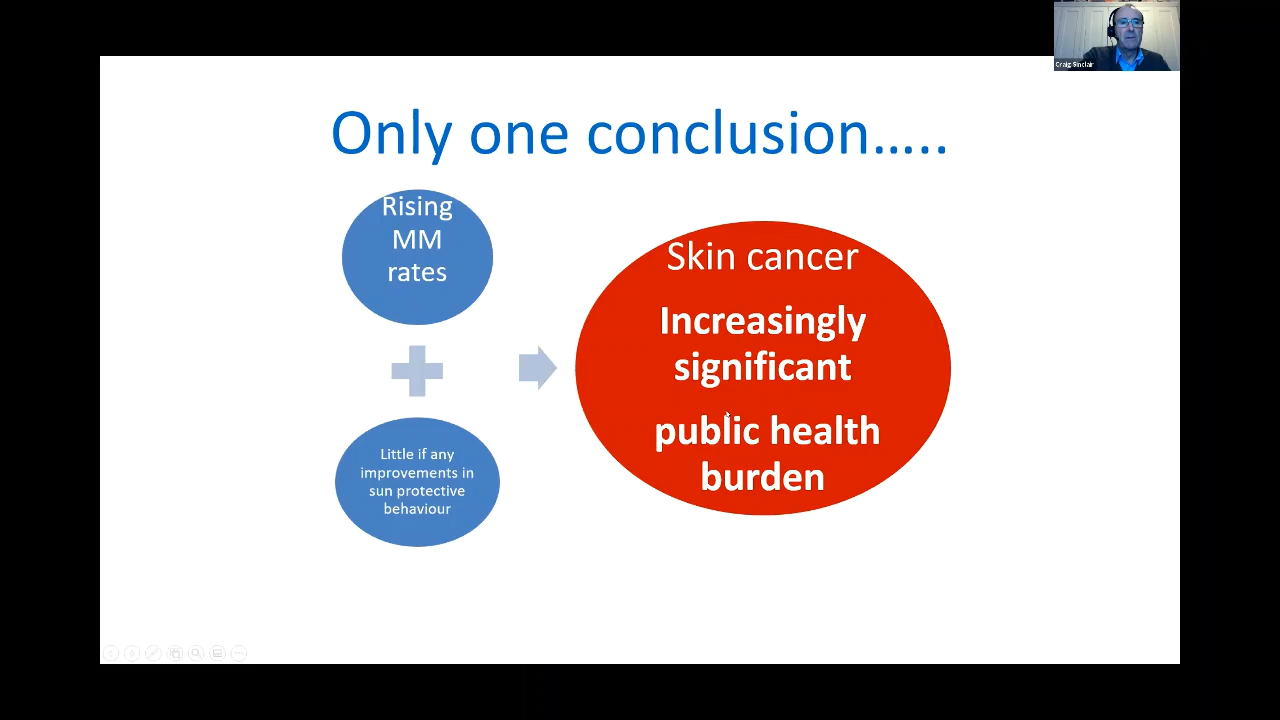 Craig Sinclair
Only one conclusion.....
Rising
MM
rates
Little if any
improvements in
sun protective
behaviour
Skin cancer
Increasingly
significant
public health
burden